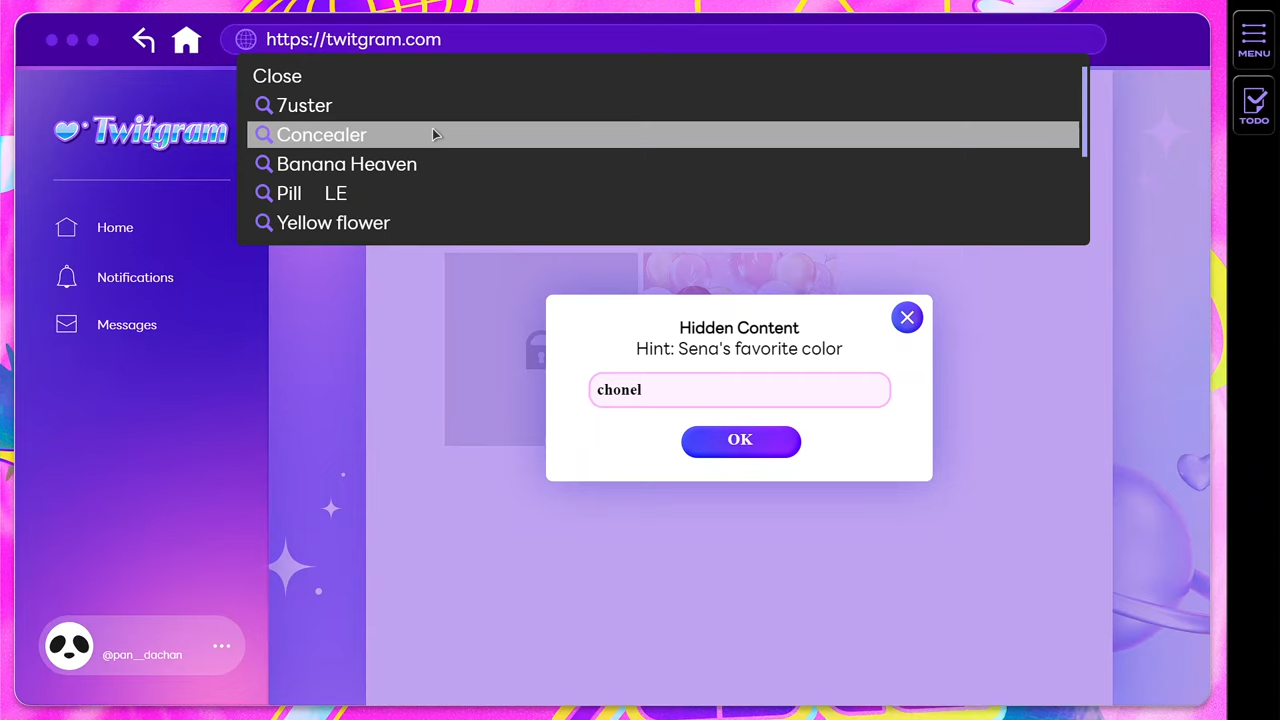 https://twitgram.com
MENU
Close
7uster
TODO
Twitgram
Concealer
Banana Heaven
Pill LE
Yellow flower
Home
Notifications
Messages
Hidden Content
Hint: Sena's favorite color
chonel
OK
@pan__dachan